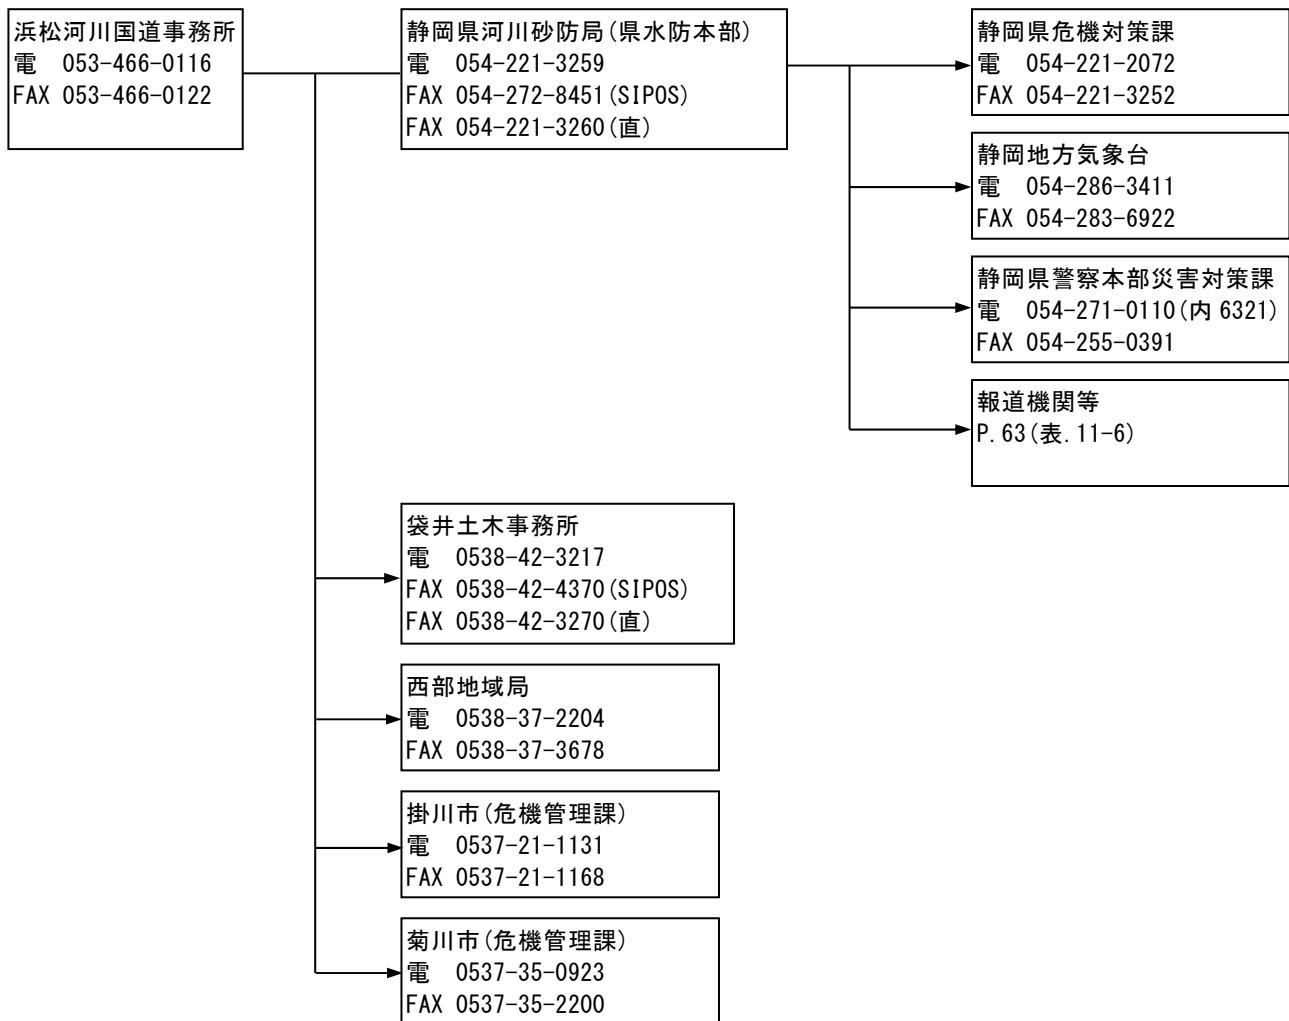 浜松河川国道事務所
電 053-466-0116
FAX 053-466-0122
静岡県河川砂防局(県水防本部)
電 054-221-3259
FAX 054-272-8451(SIPOS)
FAX 054-221-3260(直)
静岡県危機対策課
電 054-221-2072
FAX 054-221-3252
静岡地方気象台
電 054-286-3411
FAX 054-283-6922
静岡県警察本部災害対策課
電 054-271-0110(内 6321)
FAX 054-255-0391
報道機関等
P.63(表.11-6)
袋井土木事務所
電 0538-42-3217
FAX 0538-42-4370(SIPOS)
FAX 0538-42-3270(直)
西部地域局
電 0538-37-2204
FAX 0538-37-3678
掛川市(危機管理課)
電 0537-21-1131
FAX 0537-21-1168
菊川市(危機管理課)
電 0537-35-0923
FAX 0537-35-2200